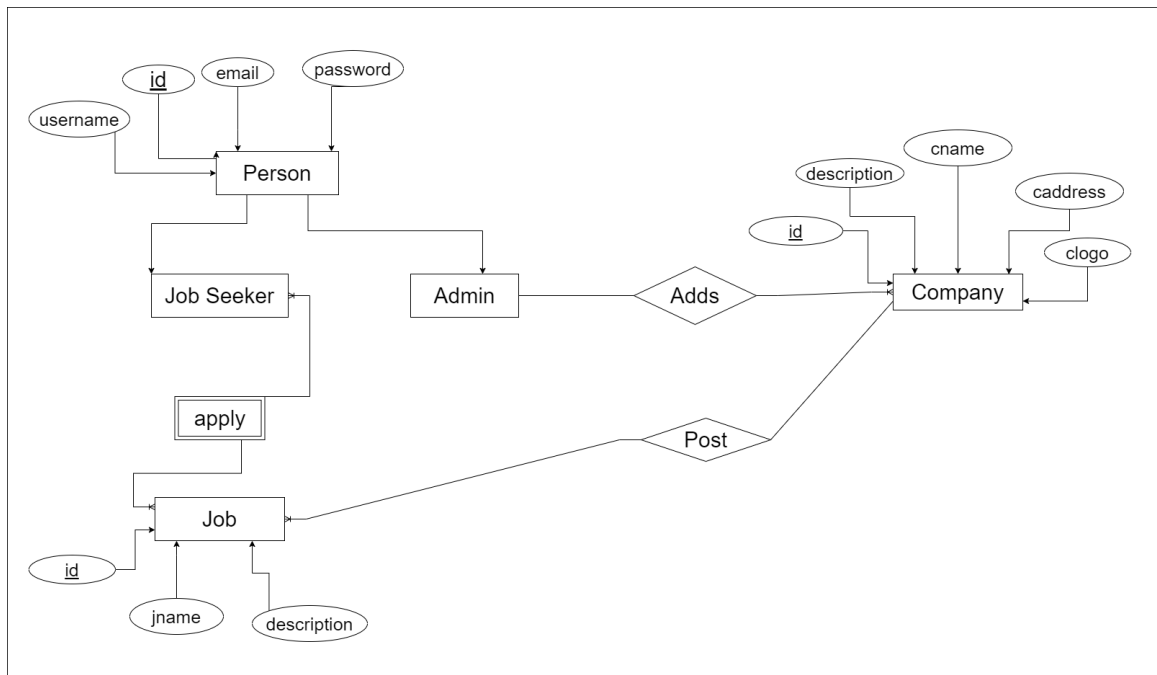 id
email
password
username
Person
cname
description
caddress
id
clogo
Job Seeker
Admin
Adds
Company
apply
Post
Job
id
jname
description